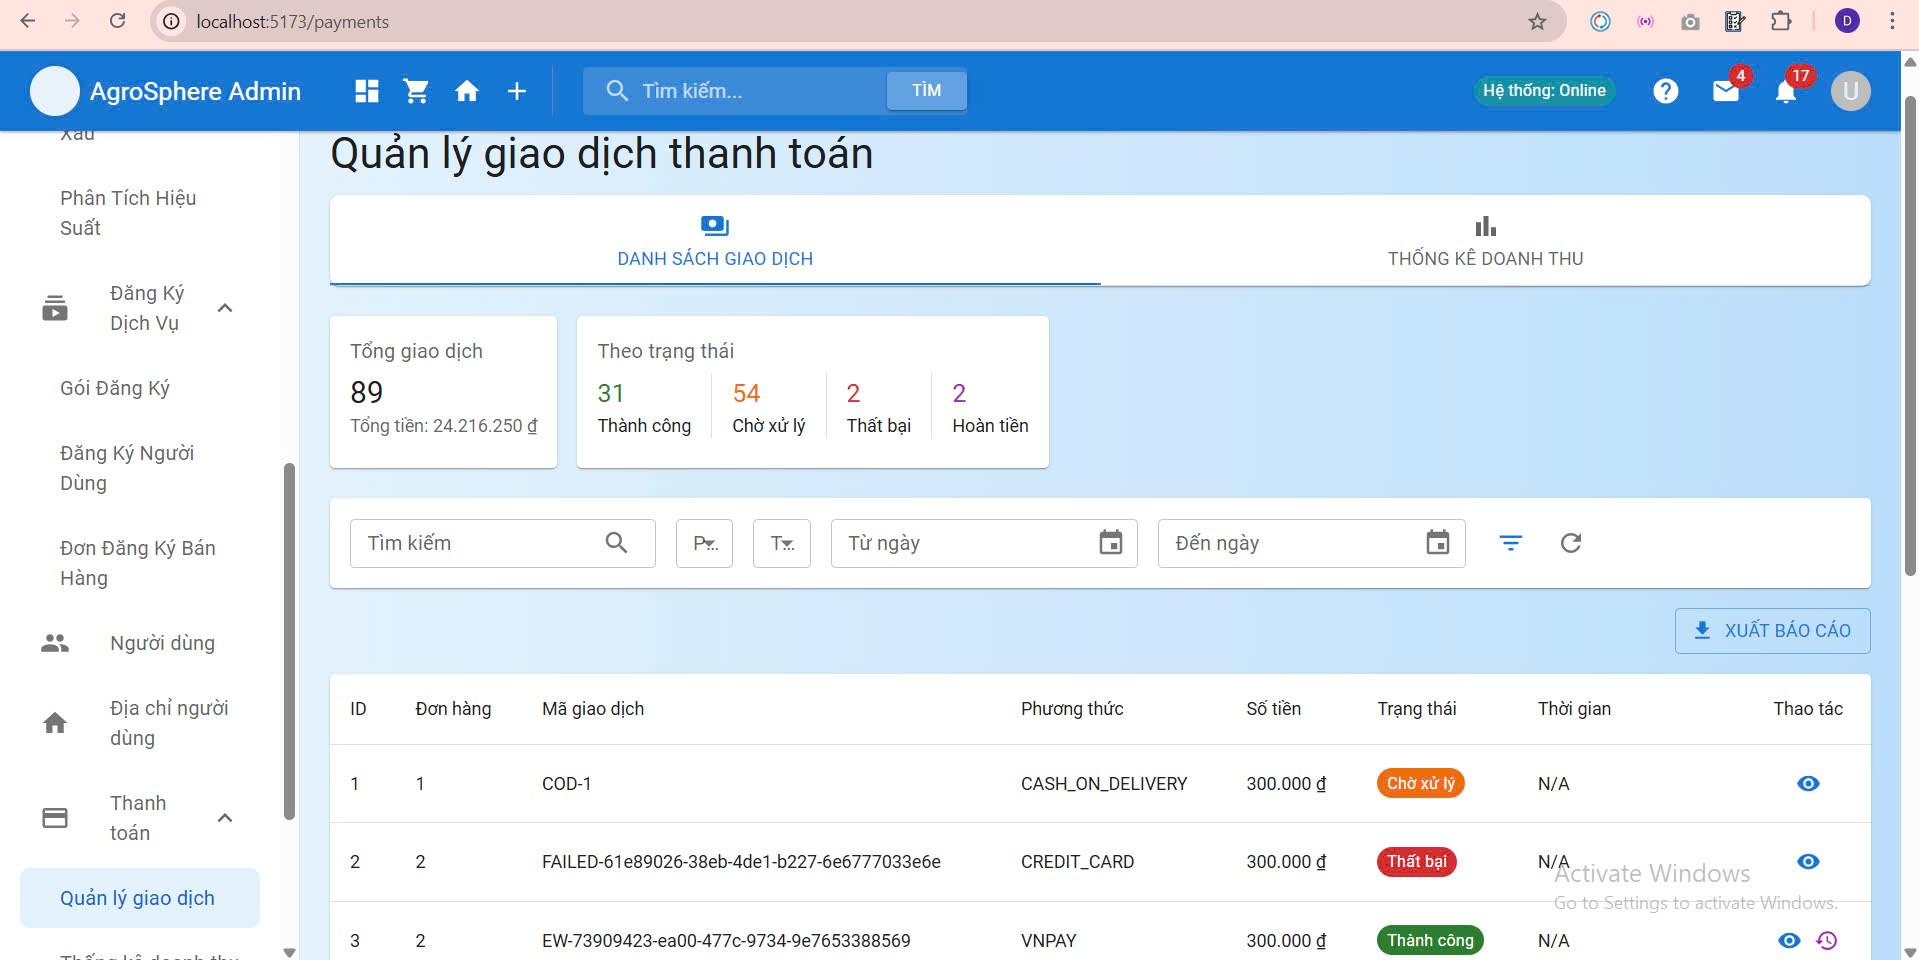 localhost:5173/payments
D
AgroSphere Admin
Tìm kiếm...
TÌM
Hệ thống: Online
4
17
U
Xấu
Phân Tích Hiệu
Suất
Đăng Ký
Dịch Vụ
Gói Đăng Ký
Đăng Ký Người
Dùng
Đơn Đăng Ký Bán
Hàng
Người dùng
Địa chỉ người
dùng
Thanh
toán
Quản lý giao dịch
Thống kê doanh thu
Quản lý giao dịch thanh toán
DANH SÁCH GIAO DỊCH
THỐNG KÊ DOANH THU
Tổng giao dịch
89
Tổng tiền: 24.216.250 ₫
Theo trạng thái
31 54 2 2
Thành công Chờ xử lý Thất bại Hoàn tiền
Tìm kiếm P... T... Từ ngày Đến ngày
XUẤT BÁO CÁO
ID Đơn hàng Mã giao dịch Phương thức Số tiền Trạng thái Thời gian Thao tác
1 1 COD-1 CASH_ON_DELIVERY 300.000 ₫ Chờ xử lý N/A
2 2 FAILED-61e89026-38eb-4de1-b227-6e6777033e6e CREDIT_CARD 300.000 ₫ Thất bại N/A
3 2 EW-73909423-ea00-477c-9734-9e7653388569 VNPAY 300.000 ₫ Thành công N/A
Activate Windows
Go to Settings to activate Windows.